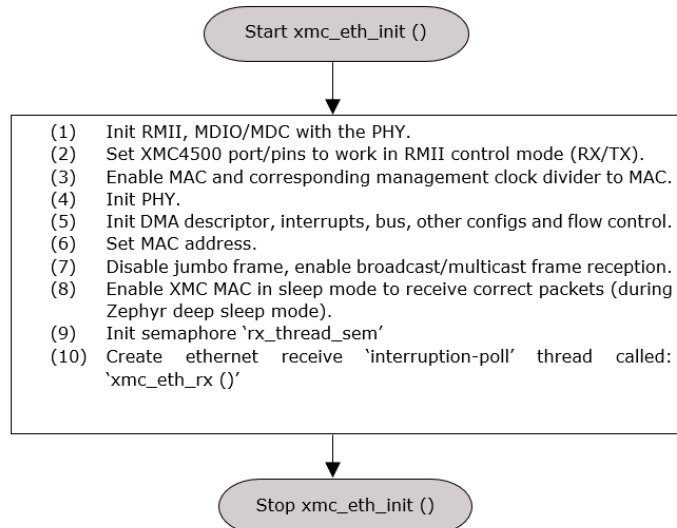 Start xmc_eth_init ()
(1) Init RMII, MDIO/MDC with the PHY.
(2) Set XMC4500 port/pins to work in RMII control mode (RX/TX).
(3) Enable MAC and corresponding management clock divider to MAC.
(4) Init PHY.
(5) Init DMA descriptor, interrupts, bus, other configs and flow control.
(6) Set MAC address.
(7) Disable jumbo frame, enable broadcast/multicast frame reception.
(8) Enable XMC MAC in sleep mode to receive correct packets (during
Zephyr deep sleep mode).
(9) Init semaphore ‘rx_thread_sem’
(10) Create ethernet receive ‘interruption-poll’ thread called:
‘xmc_eth_rx ()’
Stop xmc_eth_init ()